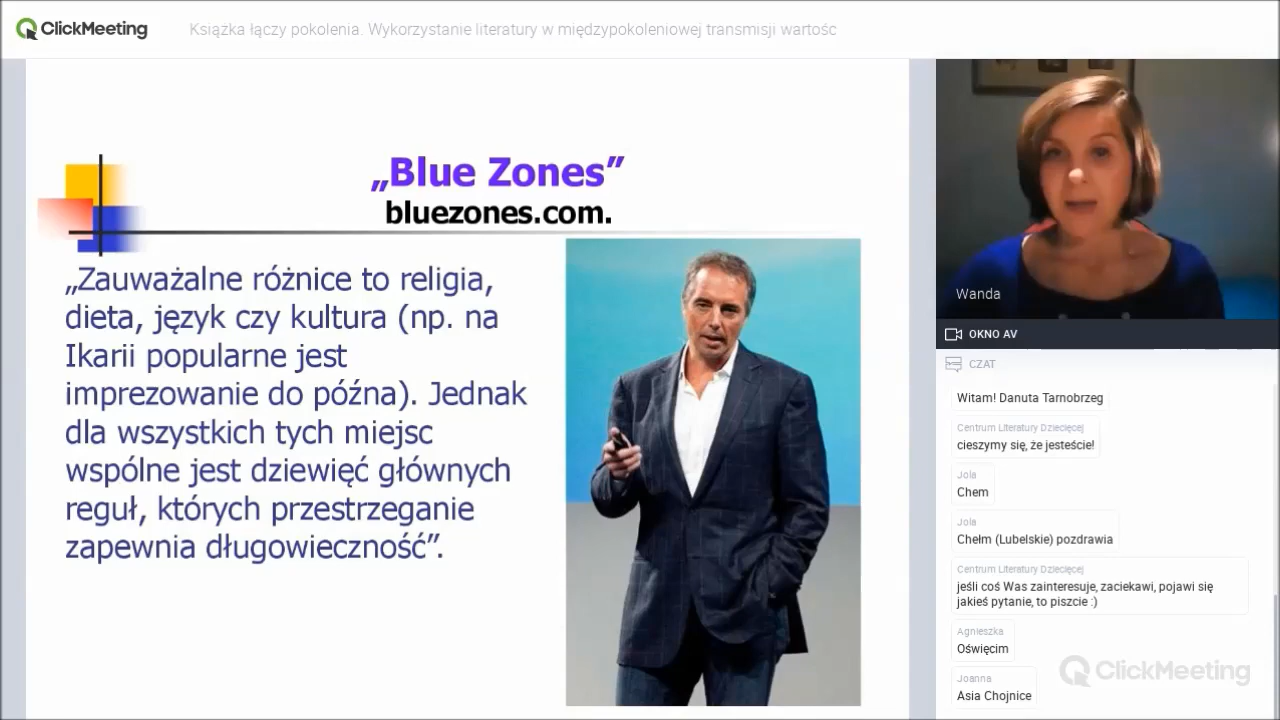 ClickMeeting
Książka łączy pokolenia. Wykorzystanie literatury w międzypokoleniowej transmisji wartośc
„Blue Zones”
bluezones.com.
„Zauważalne różnice to religia,
dieta, język czy kultura (np. na
Ikarii popularne jest
imprezowanie do późna). Jednak
dla wszystkich tych miejsc
wspólne jest dziewięć głównych
reguł, których przestrzeganie
zapewnia długowieczność”.
Wanda
OKNO AV
CZAT
Witam! Danuta Tarnobrzeg
Centrum Literatury Dziecięcej
cieszymy się, że jesteście!
Jola
Chem
Jola
Chełm (Lubelskie) pozdrawia
Centrum Literatury Dziecięcej
jeśli coś Was zainteresuje, zaciekawi, pojawi się
jakieś pytanie, to piszcie :)
Agnieszka
Oświęcim
Joanna
Asia Chojnice
ClickMeeting